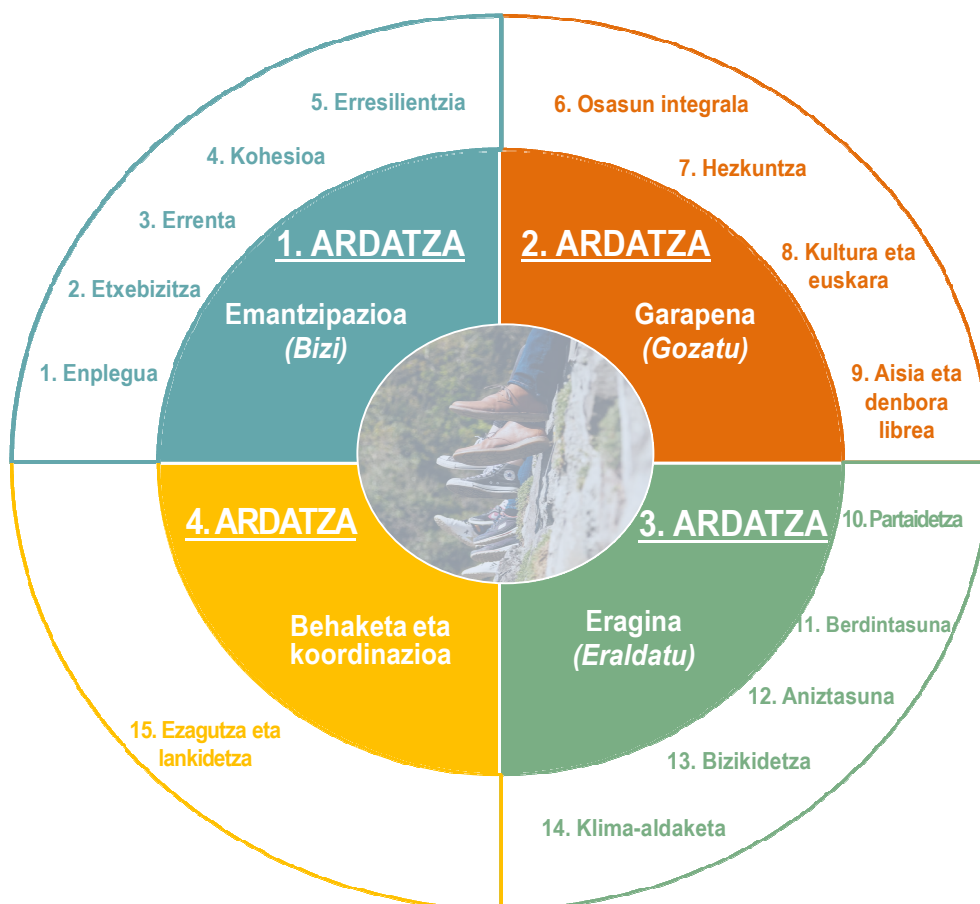 5. Erresilientzia
4. Kohesioa
3. Errenta
2. Etxebizitza
1. Enplegua
1. ARDATZA
Emantzipazioa
(Bizi)
6. Osasun integrala
7. Hezkuntza
8. Kultura eta
euskara
9. Aisia eta
denbora
librea
2. ARDATZA
Garapena
(Gozatu)
4. ARDATZA
Behaketa eta
koordinazioa
15. Ezagutza eta
lankidetza
3. ARDATZA
Eragina
(Eraldatu)
10. Partaidetza
11. Berdintasuna
12. Aniztasuna
13. Bizikidetza
14. Klima-aldaketa